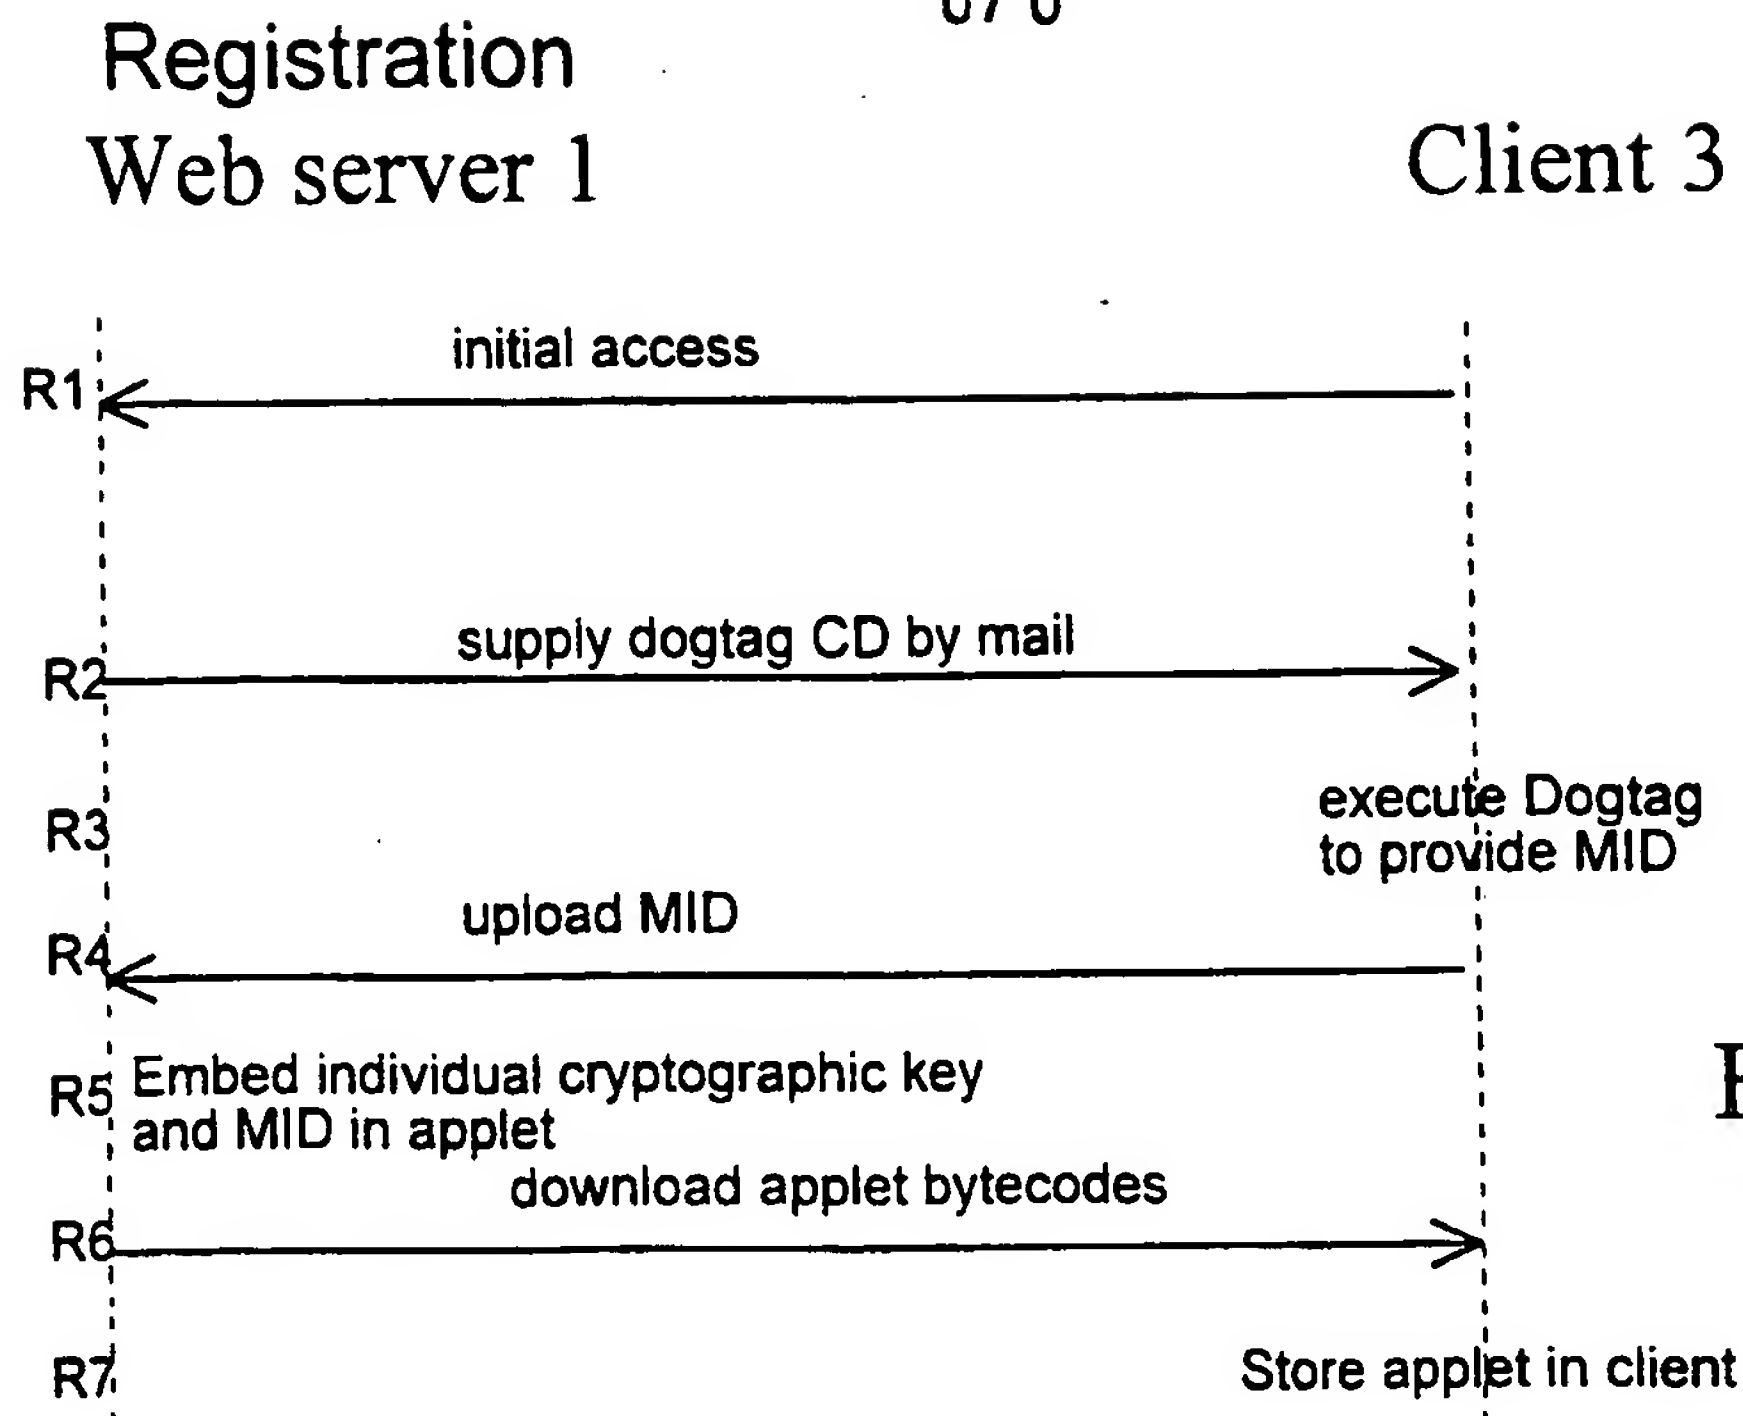 Registration
Web server 1
Client 3
initial access
R1
supply dogtag CD by mail
R2
execute Dogtag
to provide MID
R3
upload MID
R4
Embed individual cryptographic key
and MID in applet
R5
download applet bytecodes
R6
R7
Store applet in client